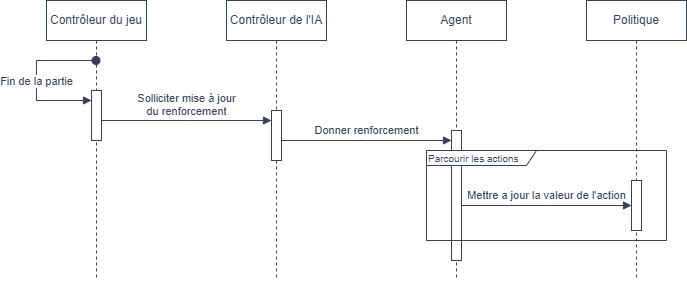 Contrôleur du jeu
Contrôleur de l'IA
Agent
Politique
Fin de la partie
Solliciter mise à jour
du renforcement
Donner renforcement
Parcourir les actions
Mettre a jour la valeur de l'action